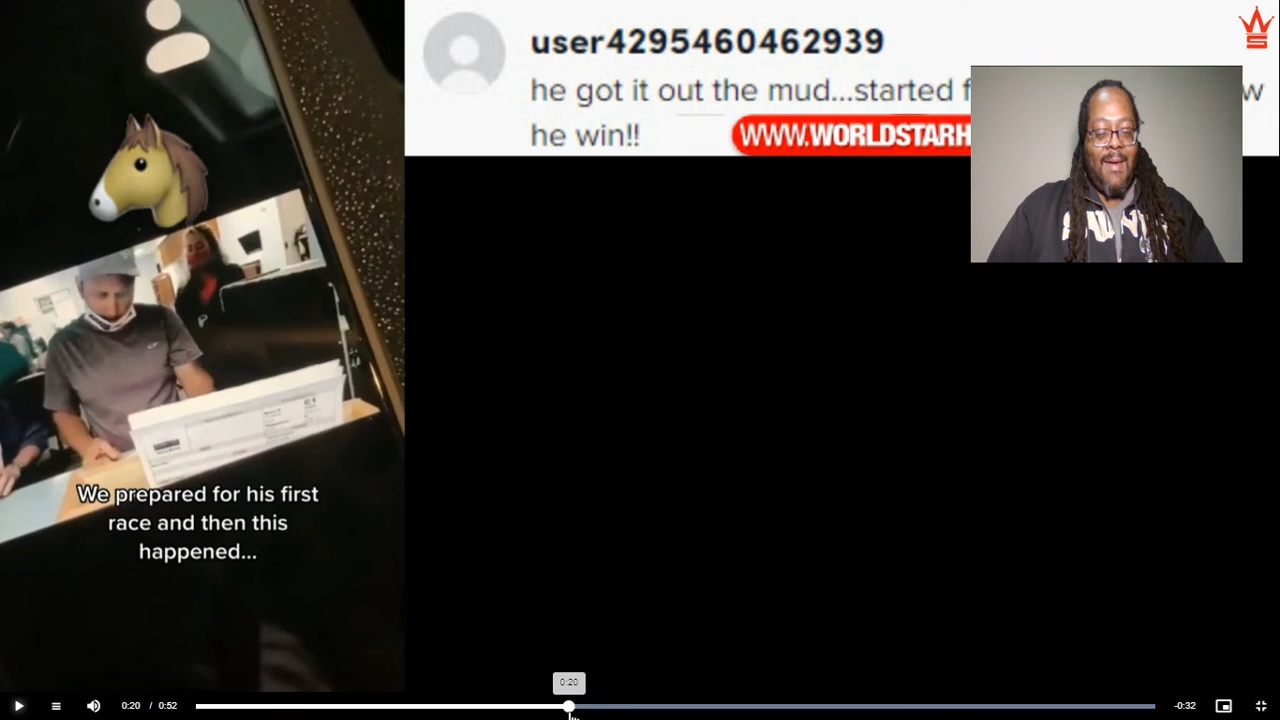 user4295460462939
he got it out the mud...started f w
he win!!
WWW.WORLDSTARH
We prepared for his first
race and then this
happened...
0:20
0:20 / 0:52
-0:32